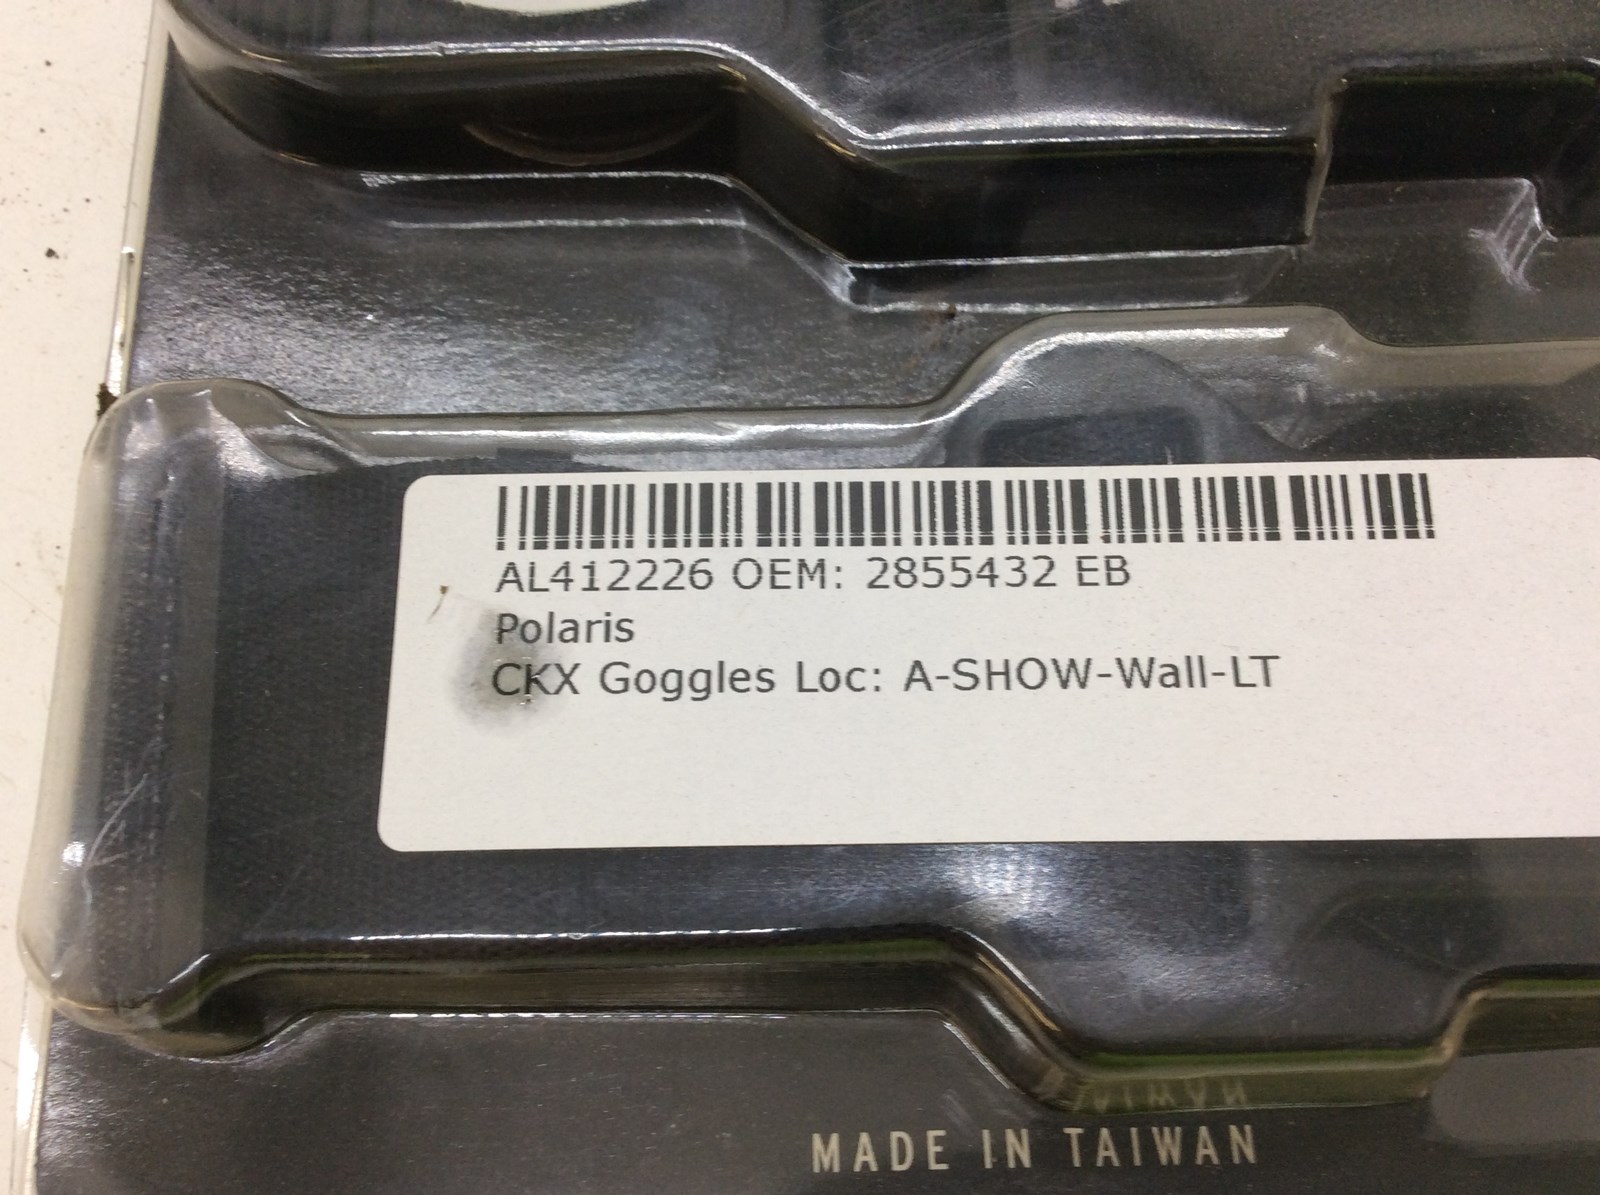 AL412226 OEM: 2855432 EB
Polaris
CKX Goggles Loc: A-SHOW-Wall-LT
MADE IN TAIWAN